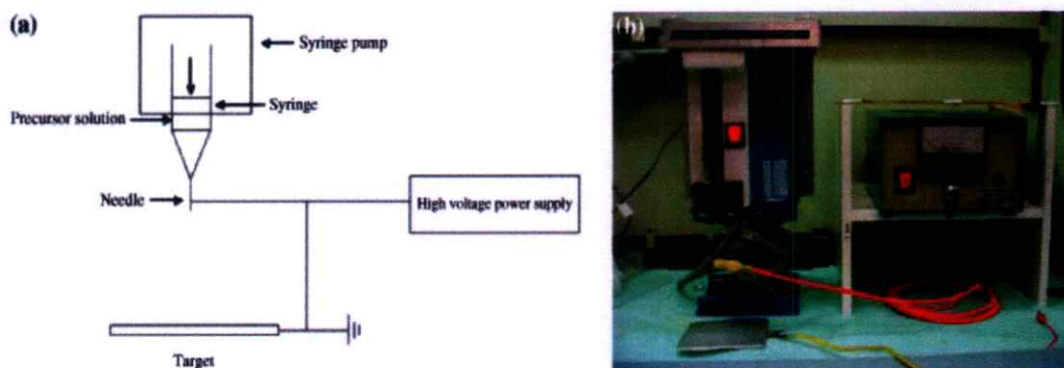 (a)
Syringe pump
Syringe
Precursor solution
Needle
High voltage power supply
Target
(b)